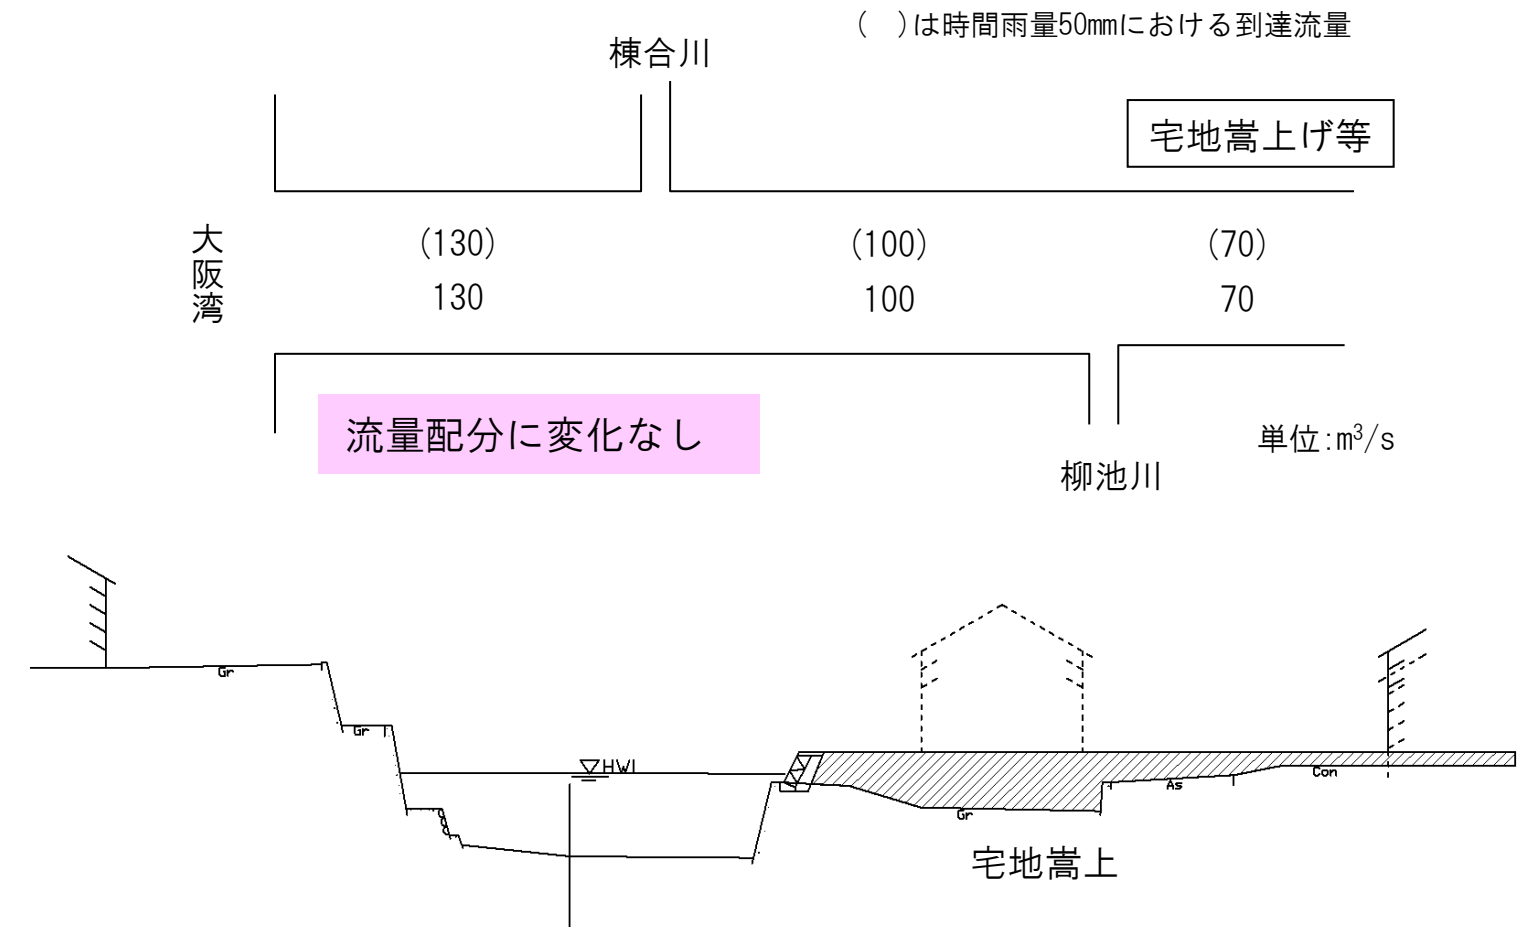 ( )は時間雨量50mmにおける到達流量
棟合川
宅地嵩上げ等
大阪湾
(130)
(100)
(70)
130
100
70
流量配分に変化なし
単位:m³/s
柳池川
Gr
Gr
HWL
Con
As
Gr
宅地嵩上